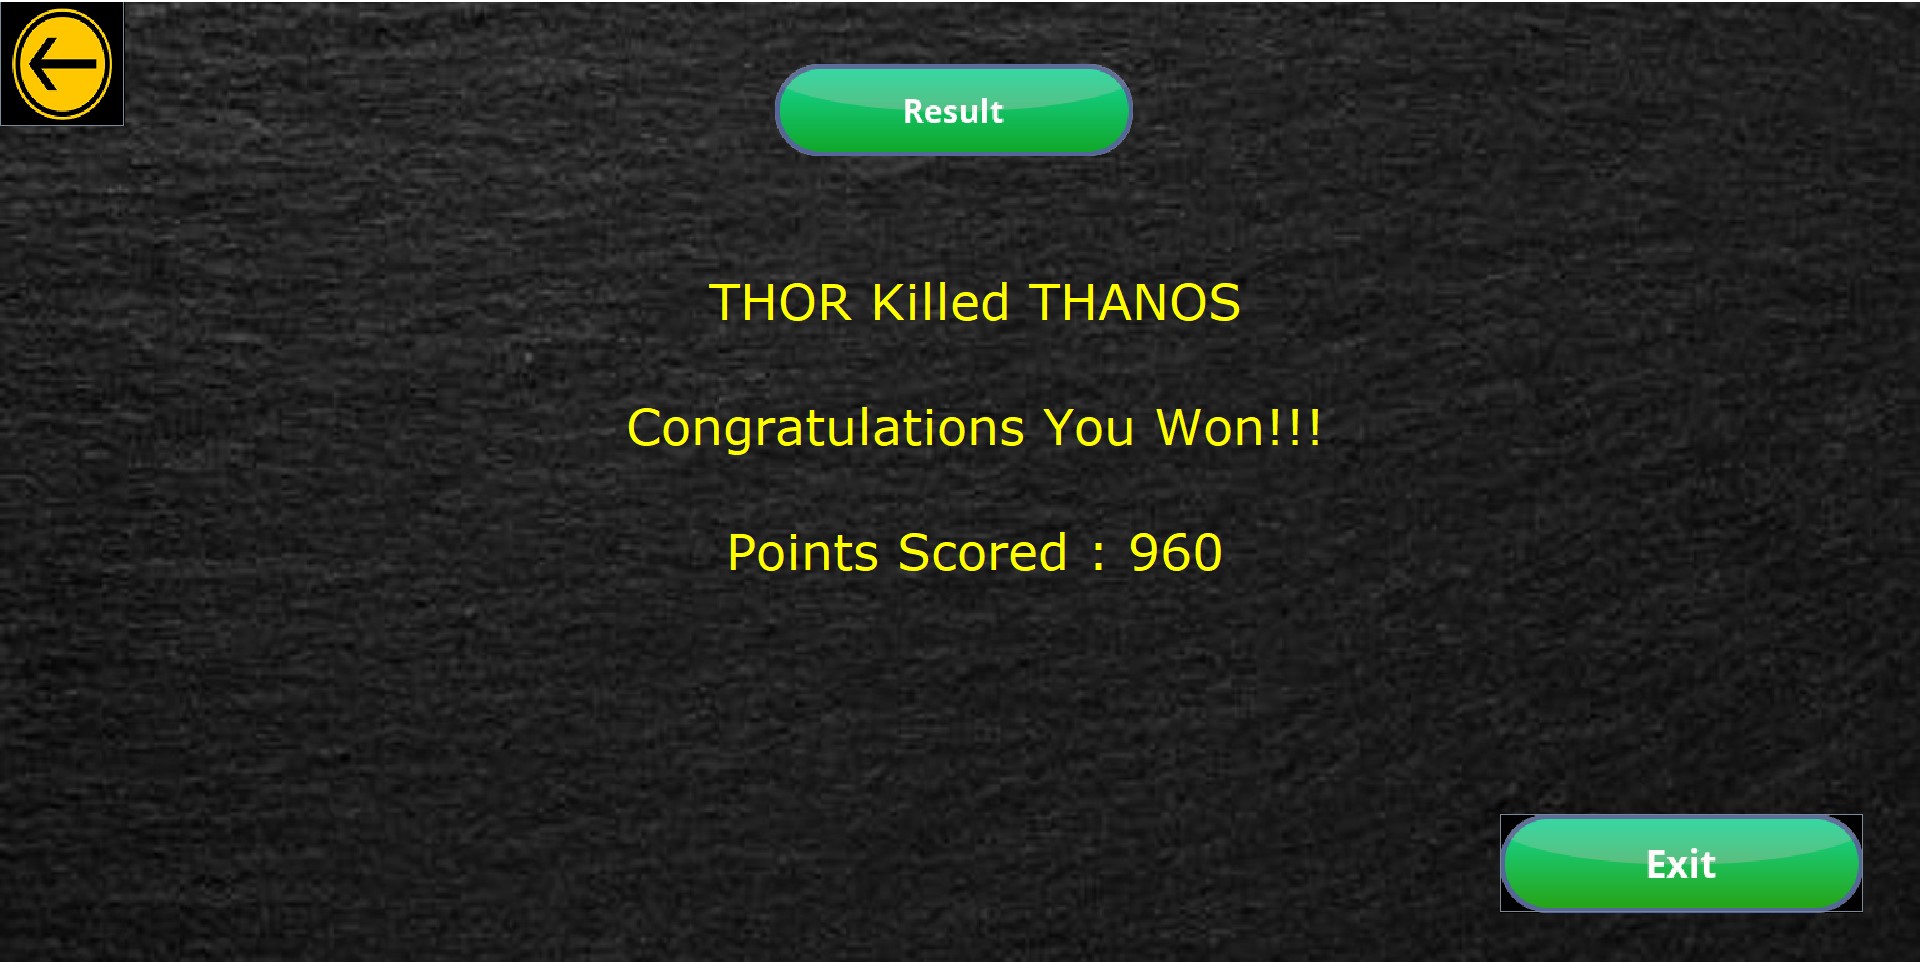 Result
THOR Killed THANOS
Congratulations You Won!!!
Points Scored : 960
Exit